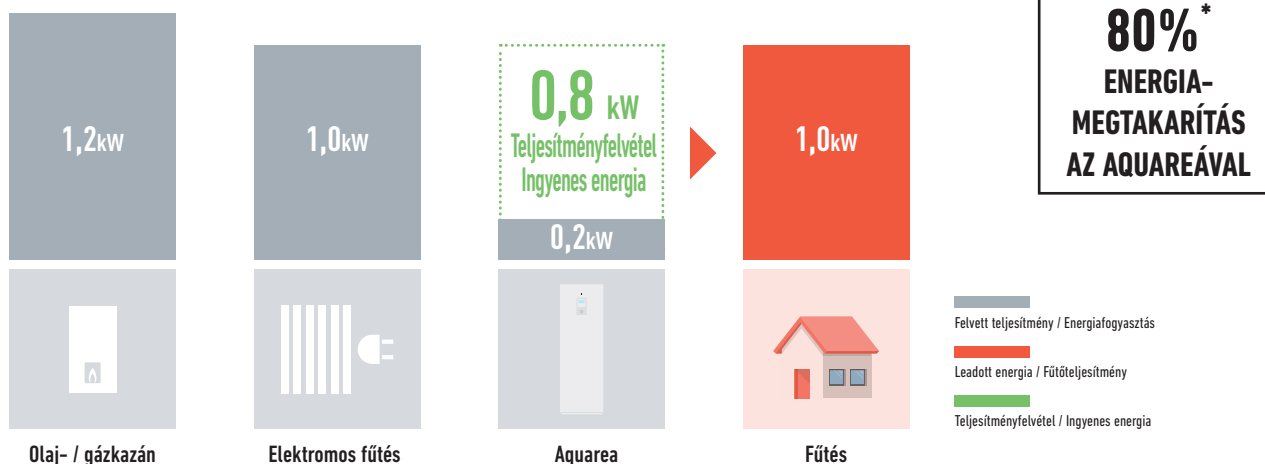 80%*
ENERGIA-
MEGTAKARÍTÁS
AZ AQUAREÁVAL
1,2kW
1,0kW
0,8 kW
Teljesítményfelvétel
Ingyenes energia
0,2kW
1,0kW
Felvett teljesítmény / Energiafogyasztás
Leadott energia / Fűtőteljesítmény
Teljesítményfelvétel / Ingyenes energia
Olaj- / gázkazán
Elektromos fűtés
Aquarea
Fűtés